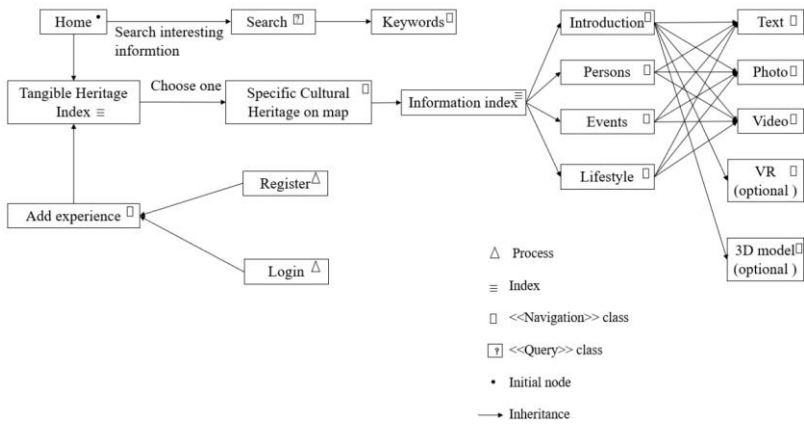 Home
Search
Keywords
Search interesting
informtion
Introduction
Text
Tangible Heritage
Index
Choose one
Specific Cultural
Heritage on map
Information index
Persons
Photo
Events
Video
Lifestyle
VR
(optional )
Register
Add experience
Login
3D model
(optional )
Process
Index
<<Navigation>> class
? <<Query>> class
Initial node
Inheritance